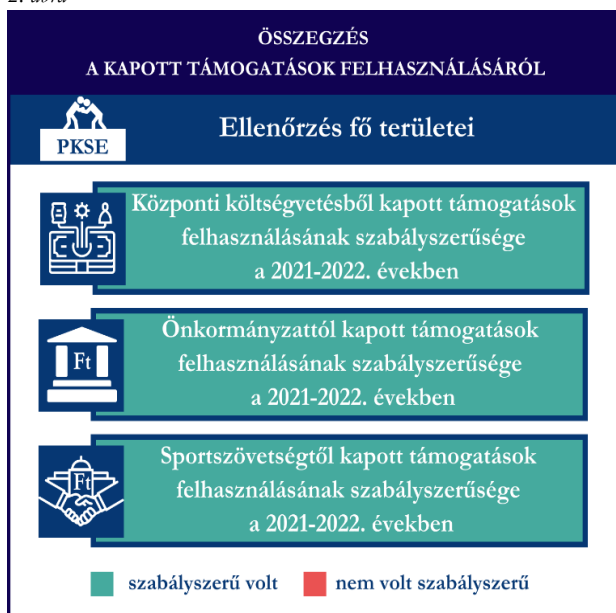 2. ábra
ÖSSZEGZÉS
A KAPOTT TÁMOGATÁSOK FELHASZNÁLÁSÁRÓL
PKSE
Ellenőrzés fő területei
Központi költségvetésből kapott támogatások
felhasználásának szabályszerűsége
a 2021-2022. években
Ft
Önkormányzattól kapott támogatások
felhasználásának szabályszerűsége
a 2021-2022. években
Ft
Sportszövetségtől kapott támogatások
felhasználásának szabályszerűsége
a 2021-2022. években
szabályszerű volt
nem volt szabályszerű